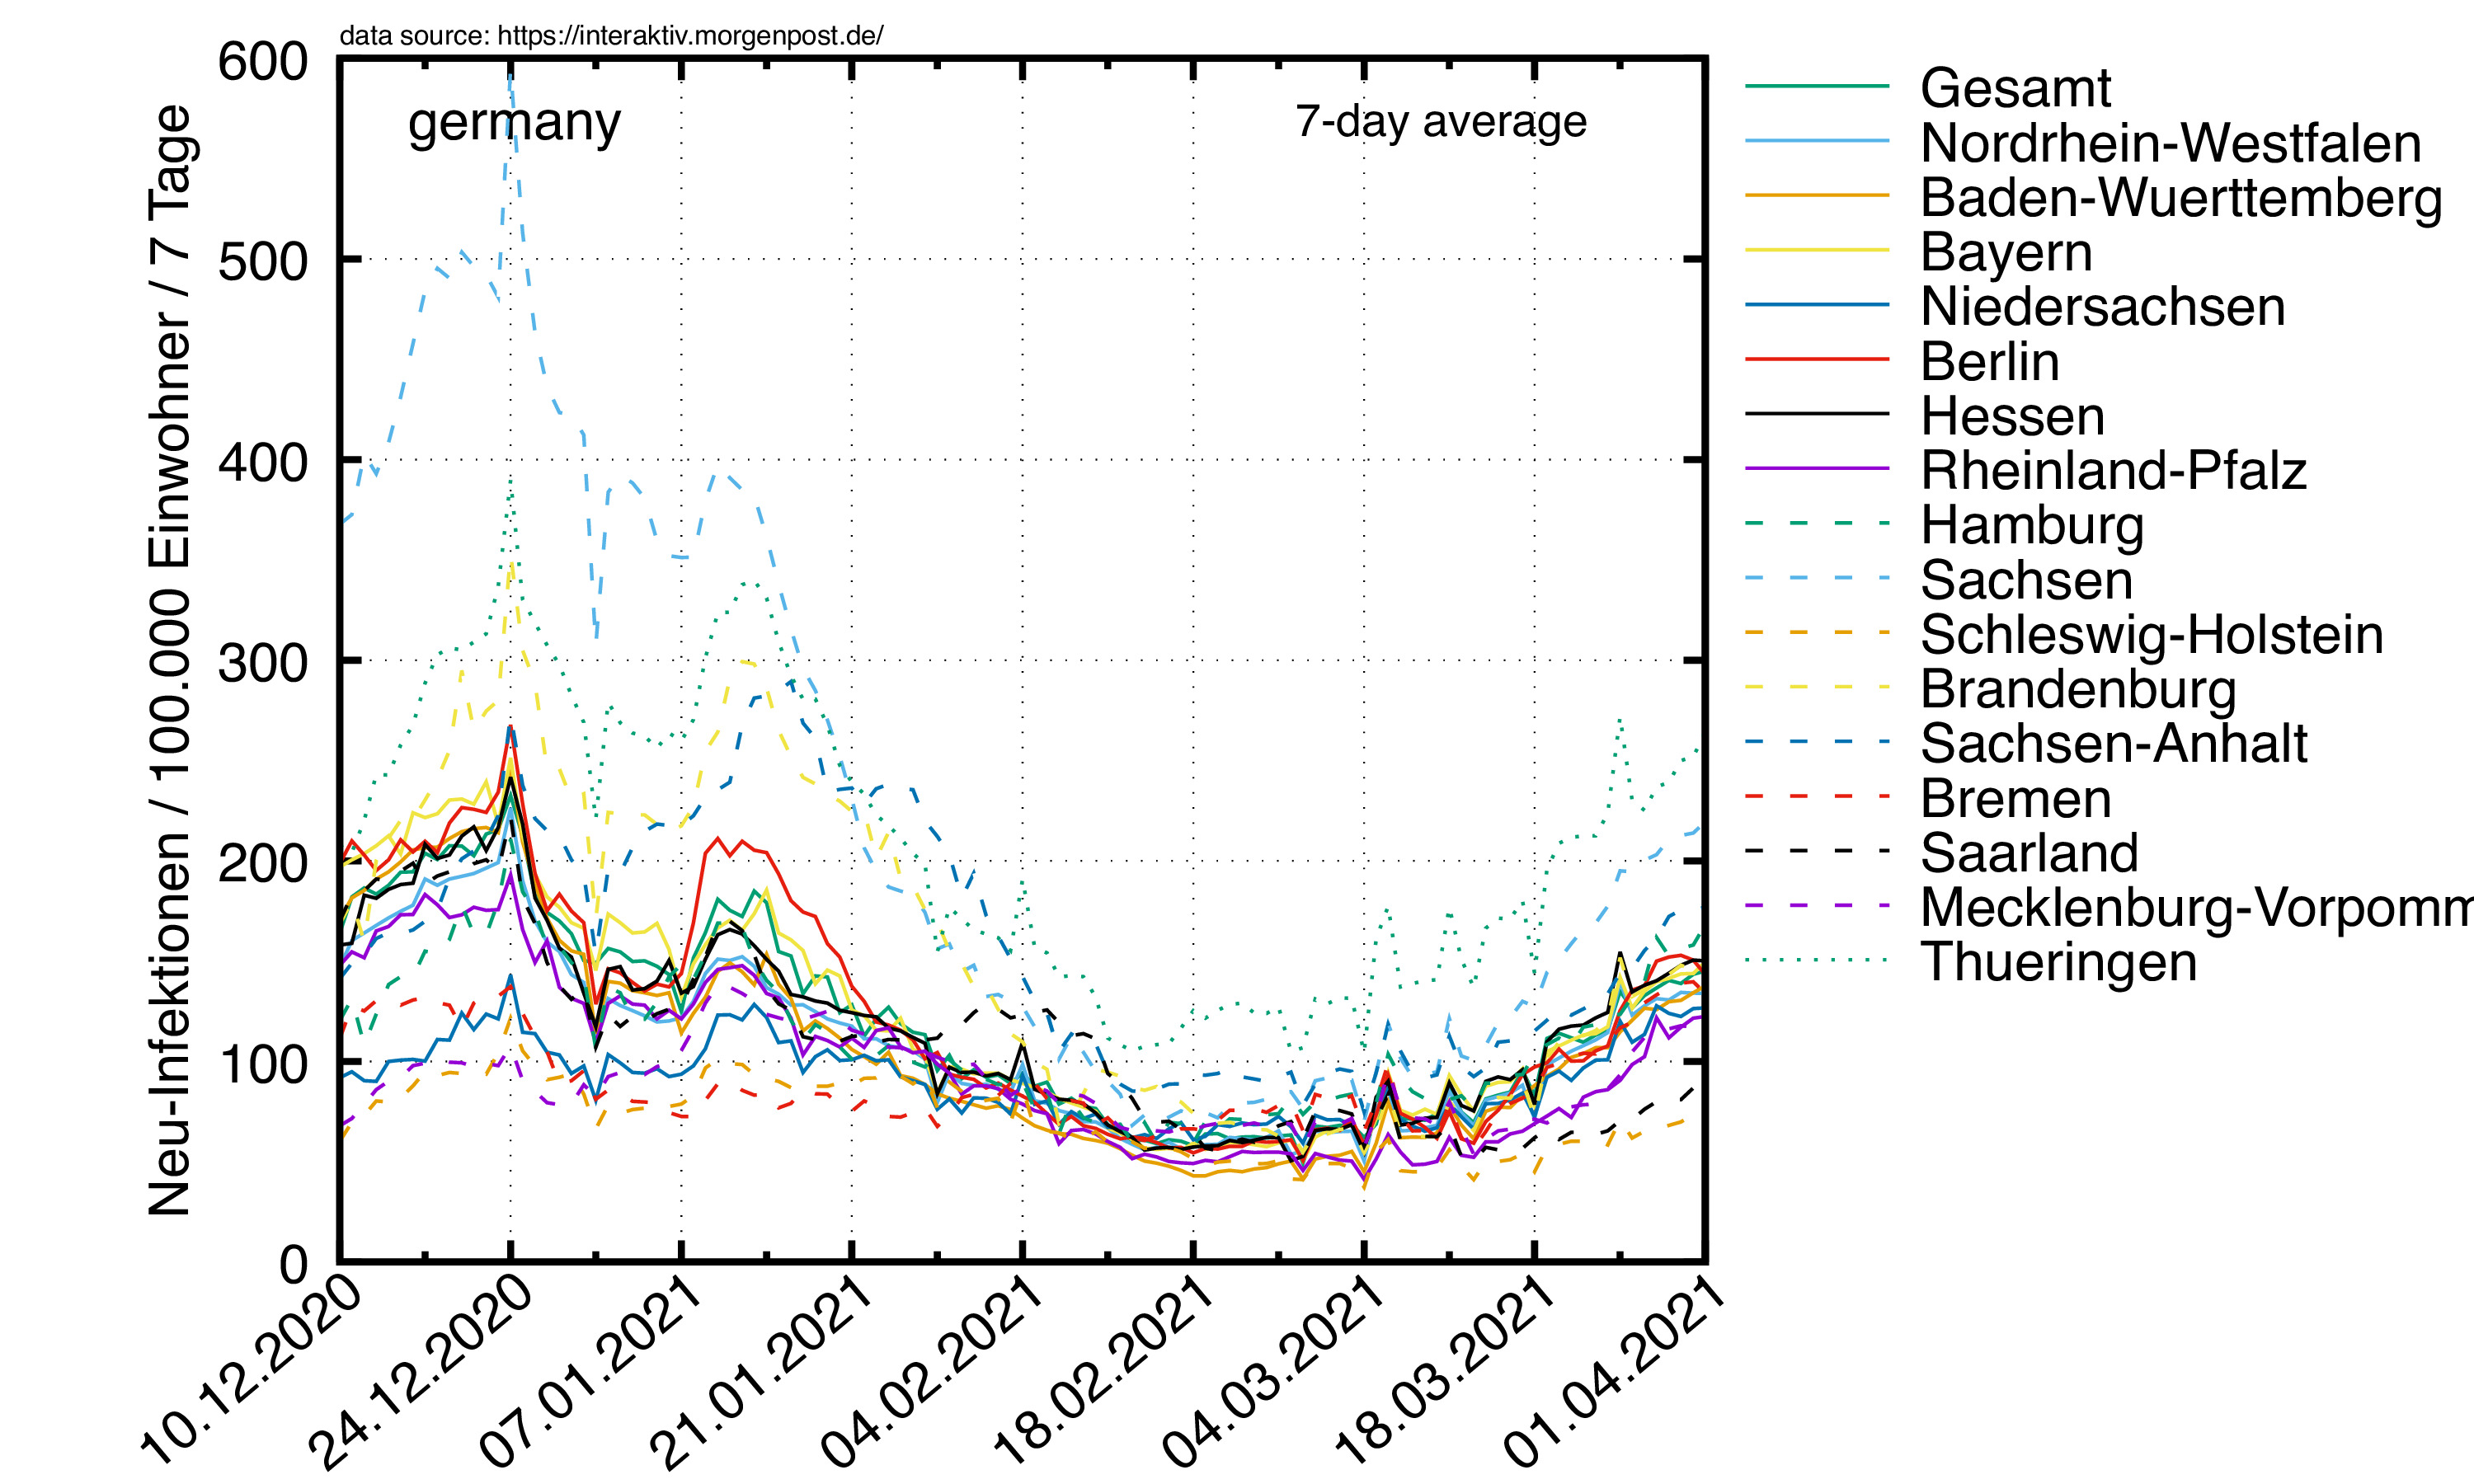 data source: https://interaktiv.morgenpost.de/
germany
7-day average
Neu-Infektionen / 100.000 Einwohner / 7 Tage
600
500
400
300
200
100
0
10.12.2020
24.12.2020
07.01.2021
21.01.2021
04.02.2021
18.02.2021
04.03.2021
18.03.2021
01.04.2021
Gesamt
Nordrhein-Westfalen
Baden-Wuerttemberg
Bayern
Niedersachsen
Berlin
Hessen
Rheinland-Pfalz
Hamburg
Sachsen
Schleswig-Holstein
Brandenburg
Sachsen-Anhalt
Bremen
Saarland
Mecklenburg-Vorpomm
Thueringen